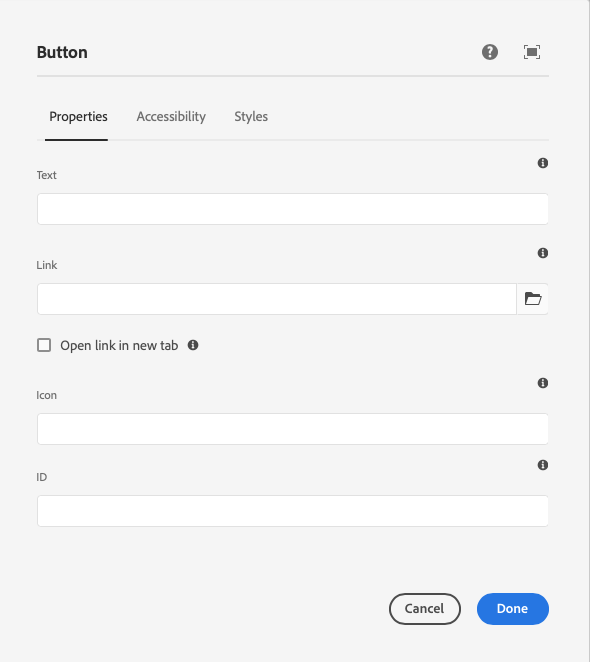 Button
Properties Accessibility Styles
Text
Link
Open link in new tab
Icon
ID
Cancel Done